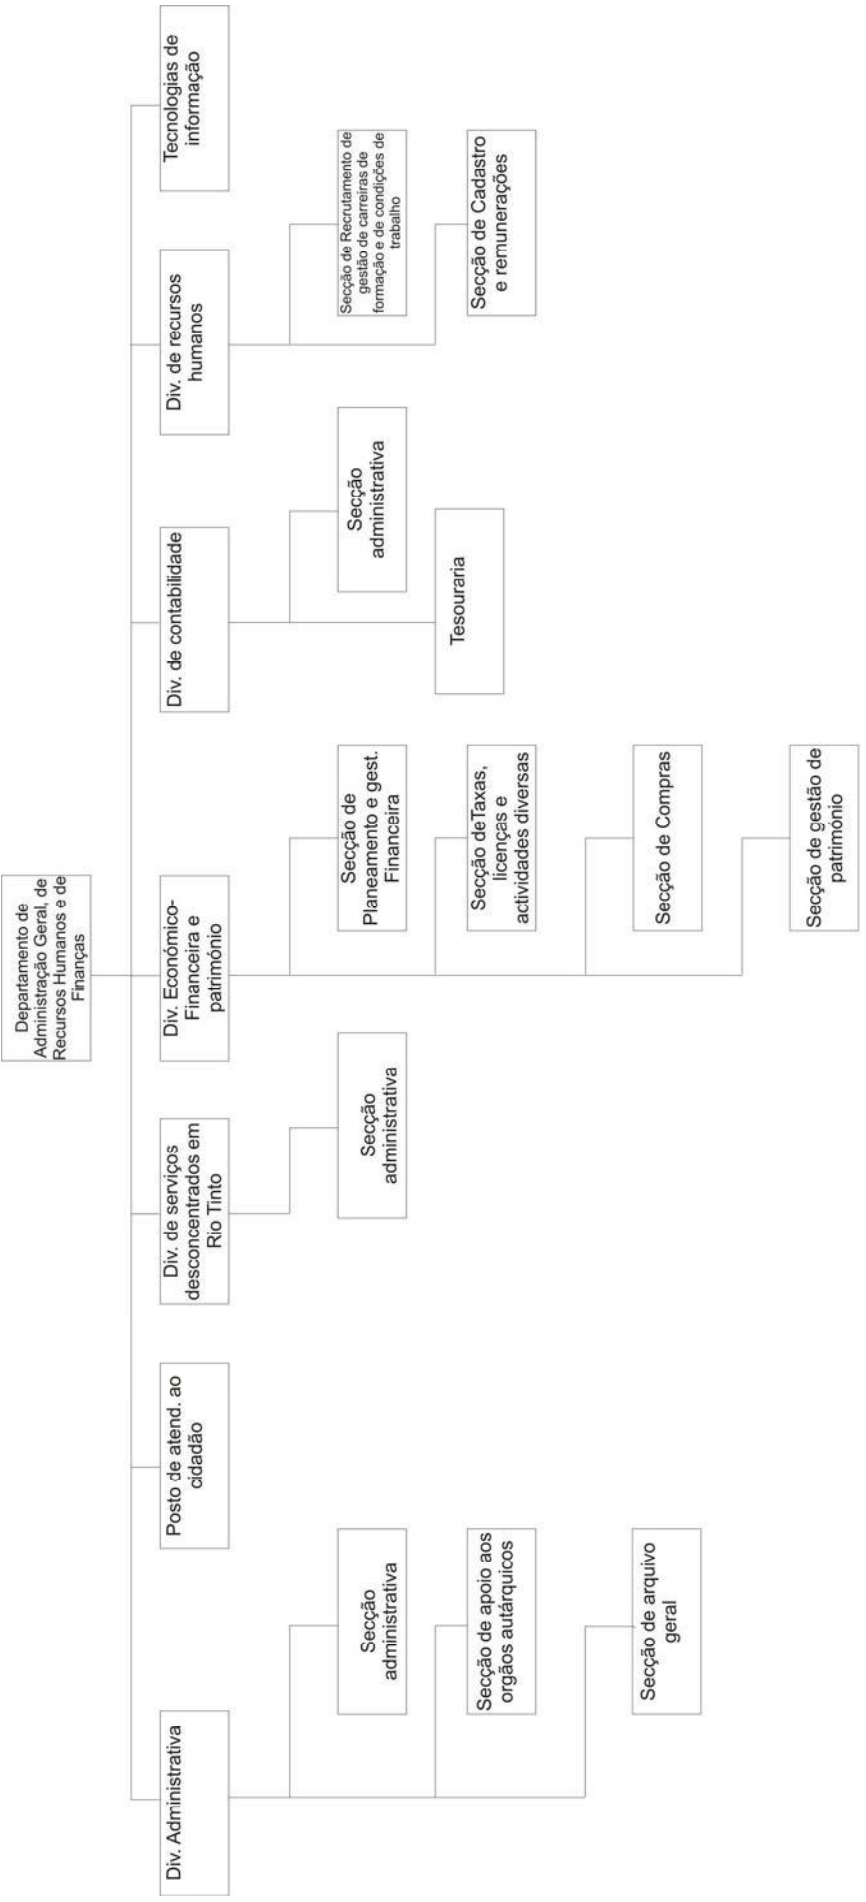 Departamento de
Administração Geral, de
Recursos Humanos e de
Finanças
Div. Administrativa
Posto de atend. ao
cidadão
Div. de serviços
desconcentrados em
Rio Tinto
Div. Económico-
Financeira e
património
Div. de contabilidade
Div. de recursos
humanos
Tecnologias de
informação
Secção
administrativa
Secção de apoio aos
orgãos autárquicos
Secção de arquivo
geral
Secção
administrativa
Secção de
Planeamento e gest.
Financeira
Secção deTaxas,
licenças e
actividades diversas
Secção de Compras
Secção de gestão de
património
Secção
administrativa
Tesouraria
Secção de Recrutamento de
gestão de carreiras de
formação e de condições de
trabalho
Secção de Cadastro
e remunerações